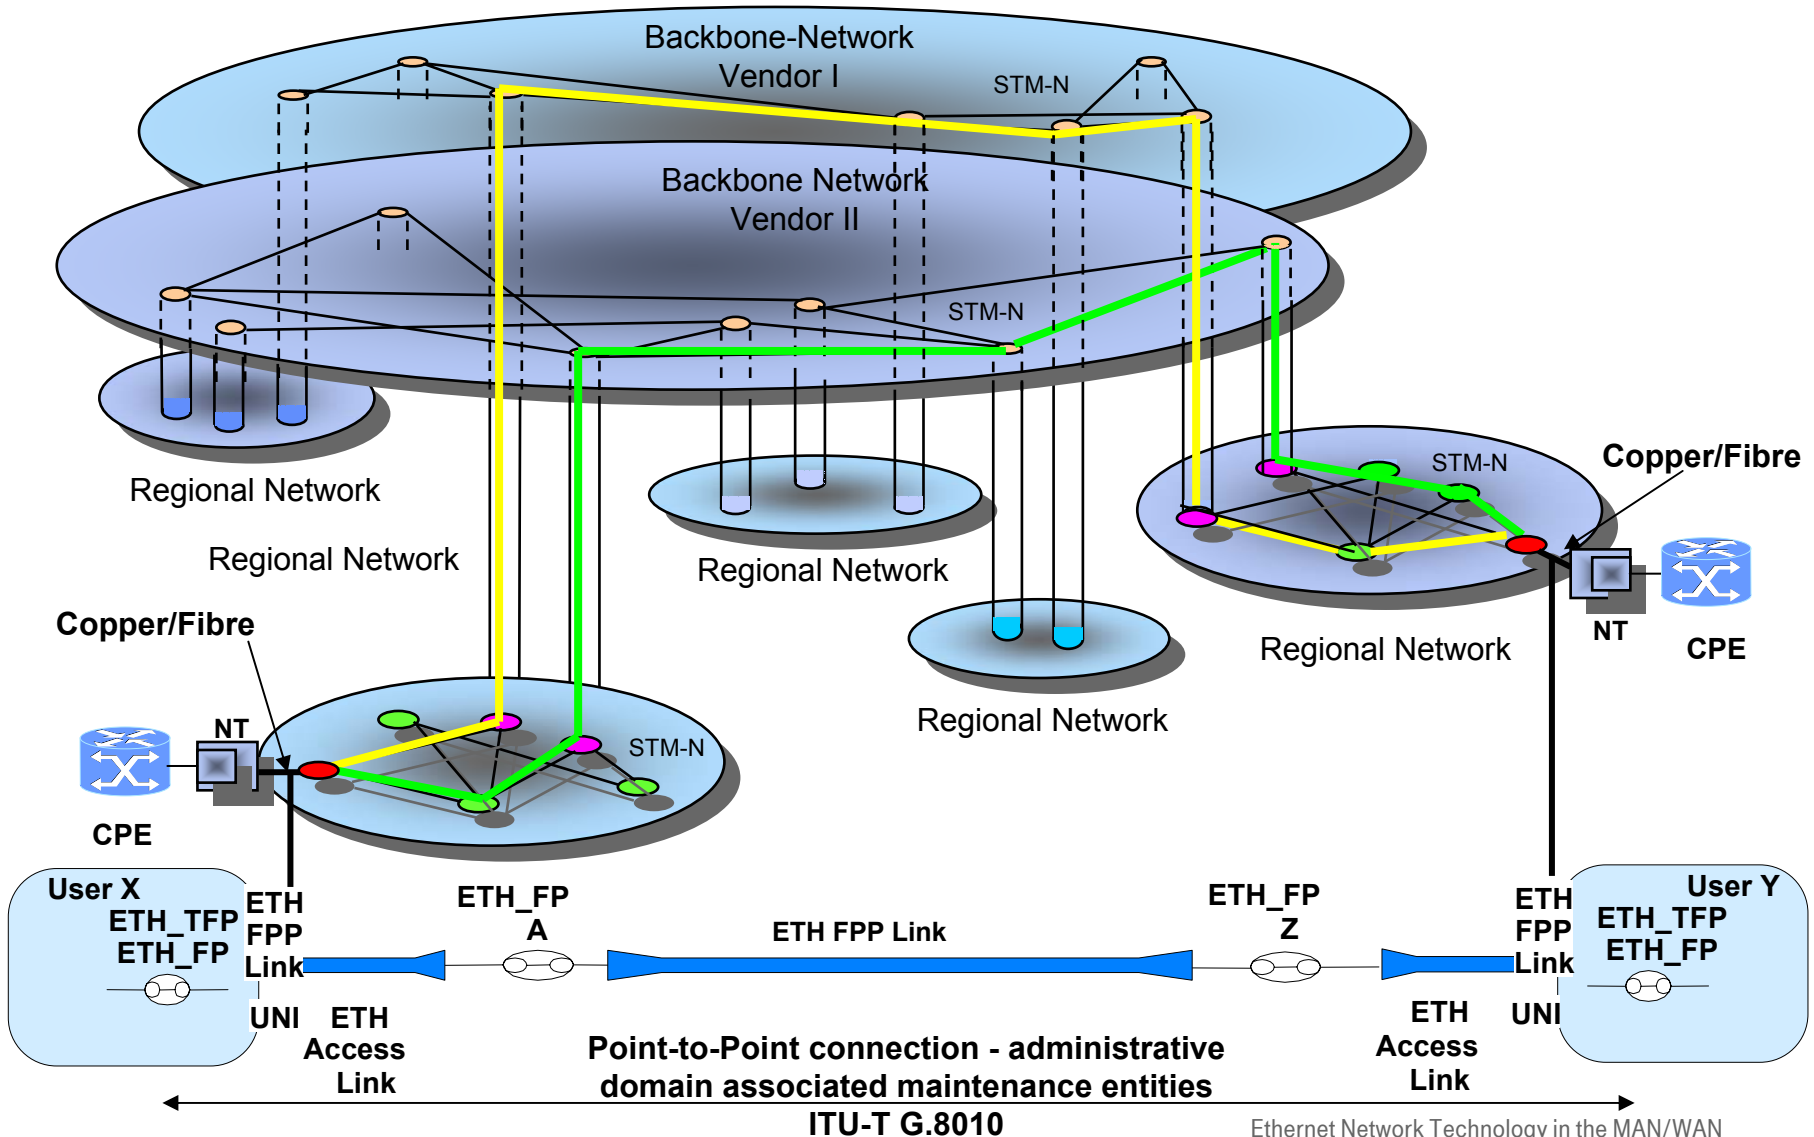 Backbone-Network
Vendor I
STM-N
Backbone Network
Vendor II
STM-N
Regional Network
Regional Network
Regional Network
Regional Network
STM-N
Copper/Fibre
NT
CPE
Regional Network
Copper/Fibre
NT
CPE
STM-N
User X
ETH_TFP
ETH_FP
ETH
FPP
Link
UNI
ETH
Access
Link
ETH_FP
A
ETH FPP Link
ETH_FP
Z
ETH
Access
Link
ETH
FPP
Link
UNI
User Y
ETH_TFP
ETH_FP
Point-to-Point connection - administrative
domain associated maintenance entities
ITU-T G.8010
Ethernet Network Technology in the MAN/WAN